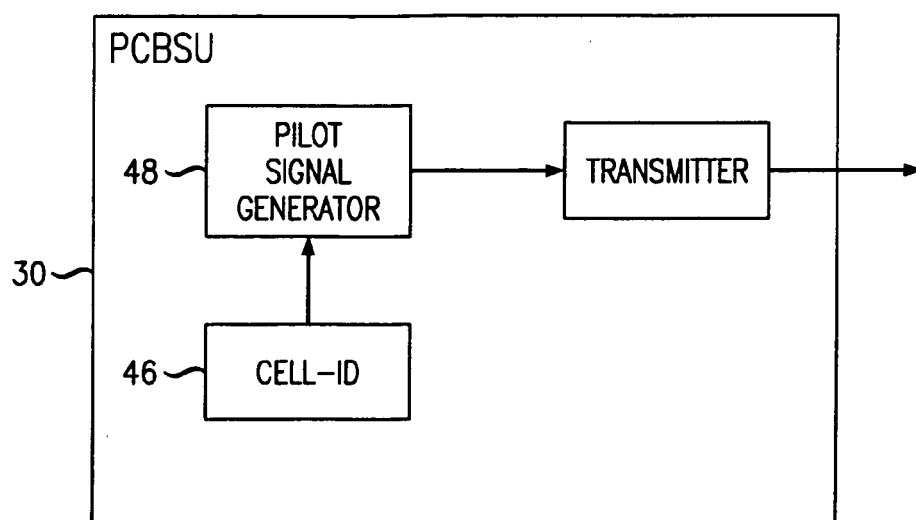 PCBSU
48
PILOT
SIGNAL
GENERATOR
TRANSMITTER
30
46
CELL-ID